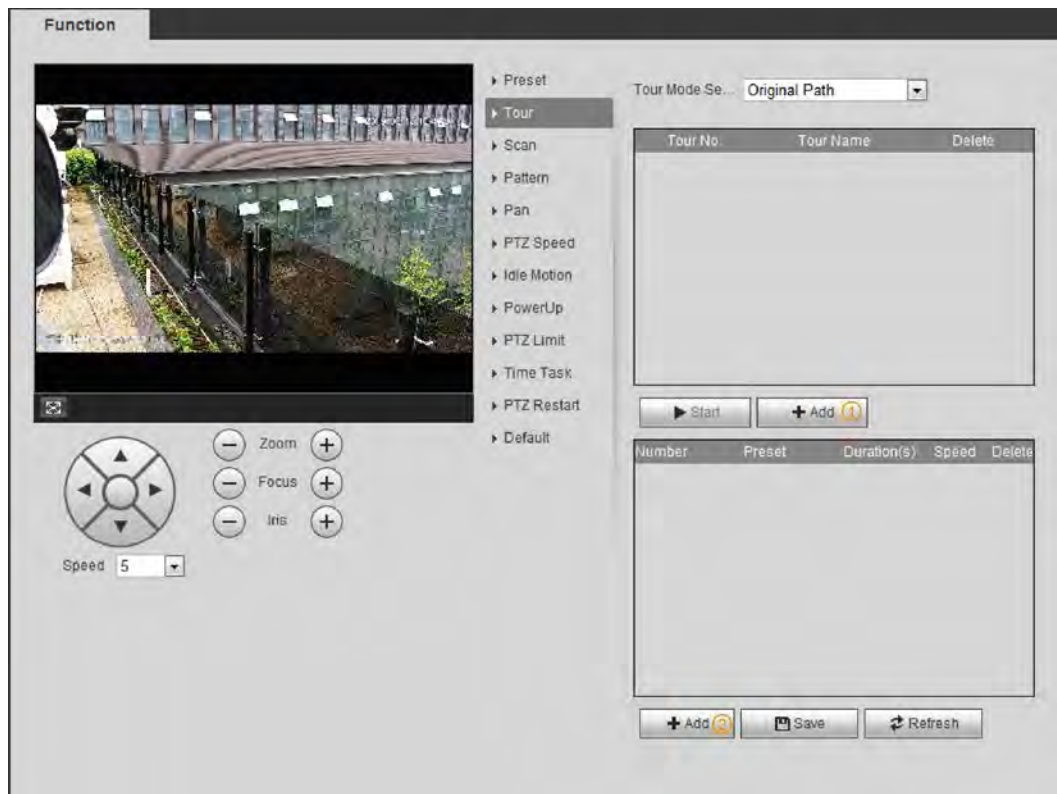 Function
Preset
Tour
Scan
Pattern
Pan
PTZ Speed
Idle Motion
PowerUp
PTZ Limit
Time Task
PTZ Restart
Default
Zoom
Focus
Iris
Speed 5
Tour Mode Se... Original Path
Tour No. Tour Name Delete
Start Add 1
Number Preset Duration(s) Speed Delete
Add 2 Save Refresh